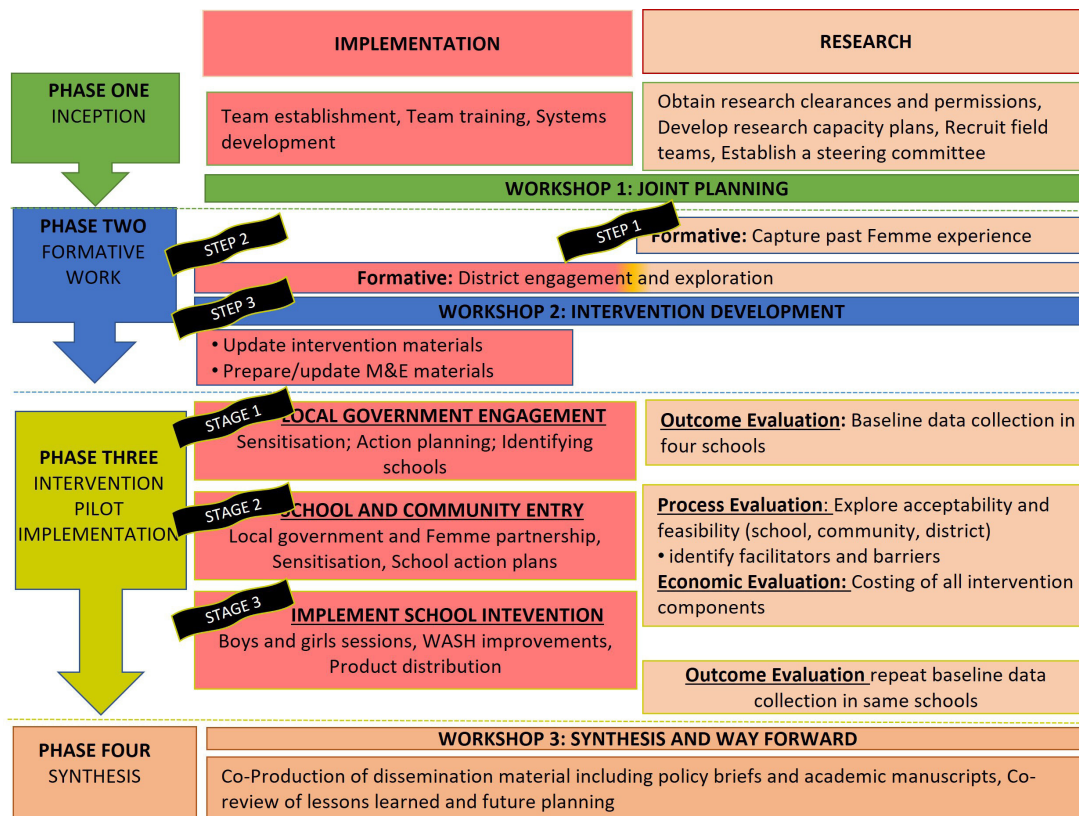 IMPLEMENTATION
RESEARCH
PHASE ONE
INCEPTION
Team establishment, Team training, Systems
development
Obtain research clearances and permissions,
Develop research capacity plans, Recruit field
teams, Establish a steering committee
WORKSHOP 1: JOINT PLANNING
PHASE TWO
FORMATIVE
WORK
STEP 1
Formative: Capture past Femme experience
STEP 2
Formative: District engagement and exploration
WORKSHOP 2: INTERVENTION DEVELOPMENT
STEP 3
• Update intervention materials
• Prepare/update M&E materials
PHASE THREE
INTERVENTION
PILOT
IMPLEMENTATION
STAGE 1
LOCAL GOVERNMENT ENGAGEMENT
Sensitisation; Action planning; Identifying
schools
Outcome Evaluation: Baseline data collection in
four schools
STAGE 2
SCHOOL AND COMMUNITY ENTRY
Local government and Femme partnership,
Sensitisation, School action plans
Process Evaluation: Explore acceptability and
feasibility (school, community, district)
• identify facilitators and barriers
Economic Evaluation: Costing of all intervention
components
STAGE 3
IMPLEMENT SCHOOL INTEVENTION
Boys and girls sessions, WASH improvements,
Product distribution
Outcome Evaluation repeat baseline data
collection in same schools
PHASE FOUR
SYNTHESIS
WORKSHOP 3: SYNTHESIS AND WAY FORWARD
Co-Production of dissemination material including policy briefs and academic manuscripts, Co-
review of lessons learned and future planning